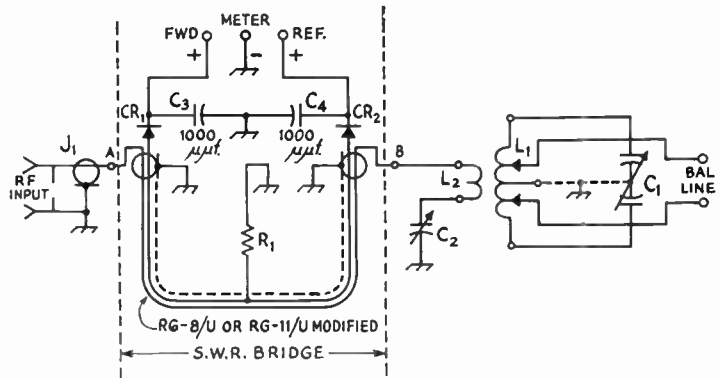 METER
FWD REF.
+ - +
CR1 C3 C4 CR2
1000 μμf. 1000 μμf.
J1 A B L1
RF INPUT
L2
BAL LINE
C1
R1
C2
RG-8/U OR RG-11/U MODIFIED
S.W.R. BRIDGE